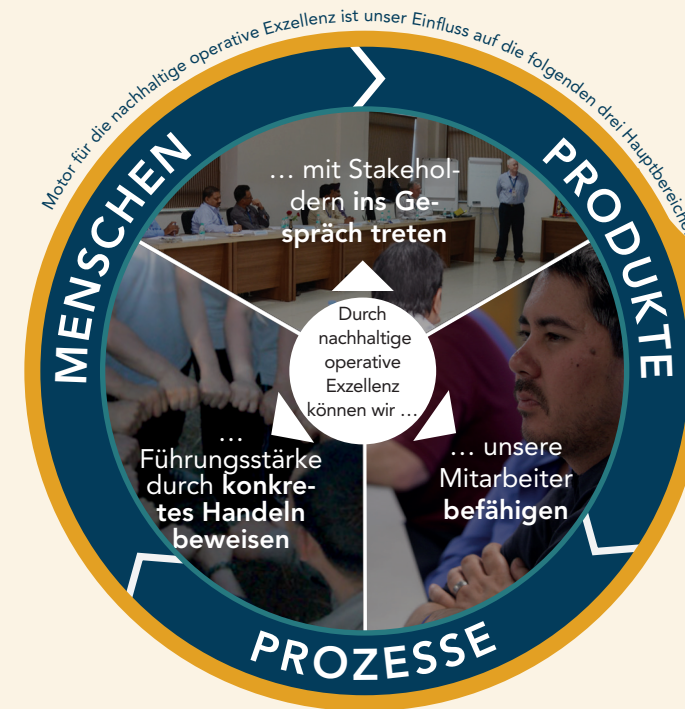 Motor für die nachhaltige operative Exzellenz ist unser Einfluss auf die folgenden drei Hauptbereiche
MENSCHEN
PRODUKTE
PROZESSE
… mit Stakehol-
dern ins Ge-
spräch treten
Durch
nachhaltige
operative
Exzellenz
können wir …
…
Führungsstärke
durch konkre-
tes Handeln
beweisen
… unsere
Mitarbeiter
befähigen